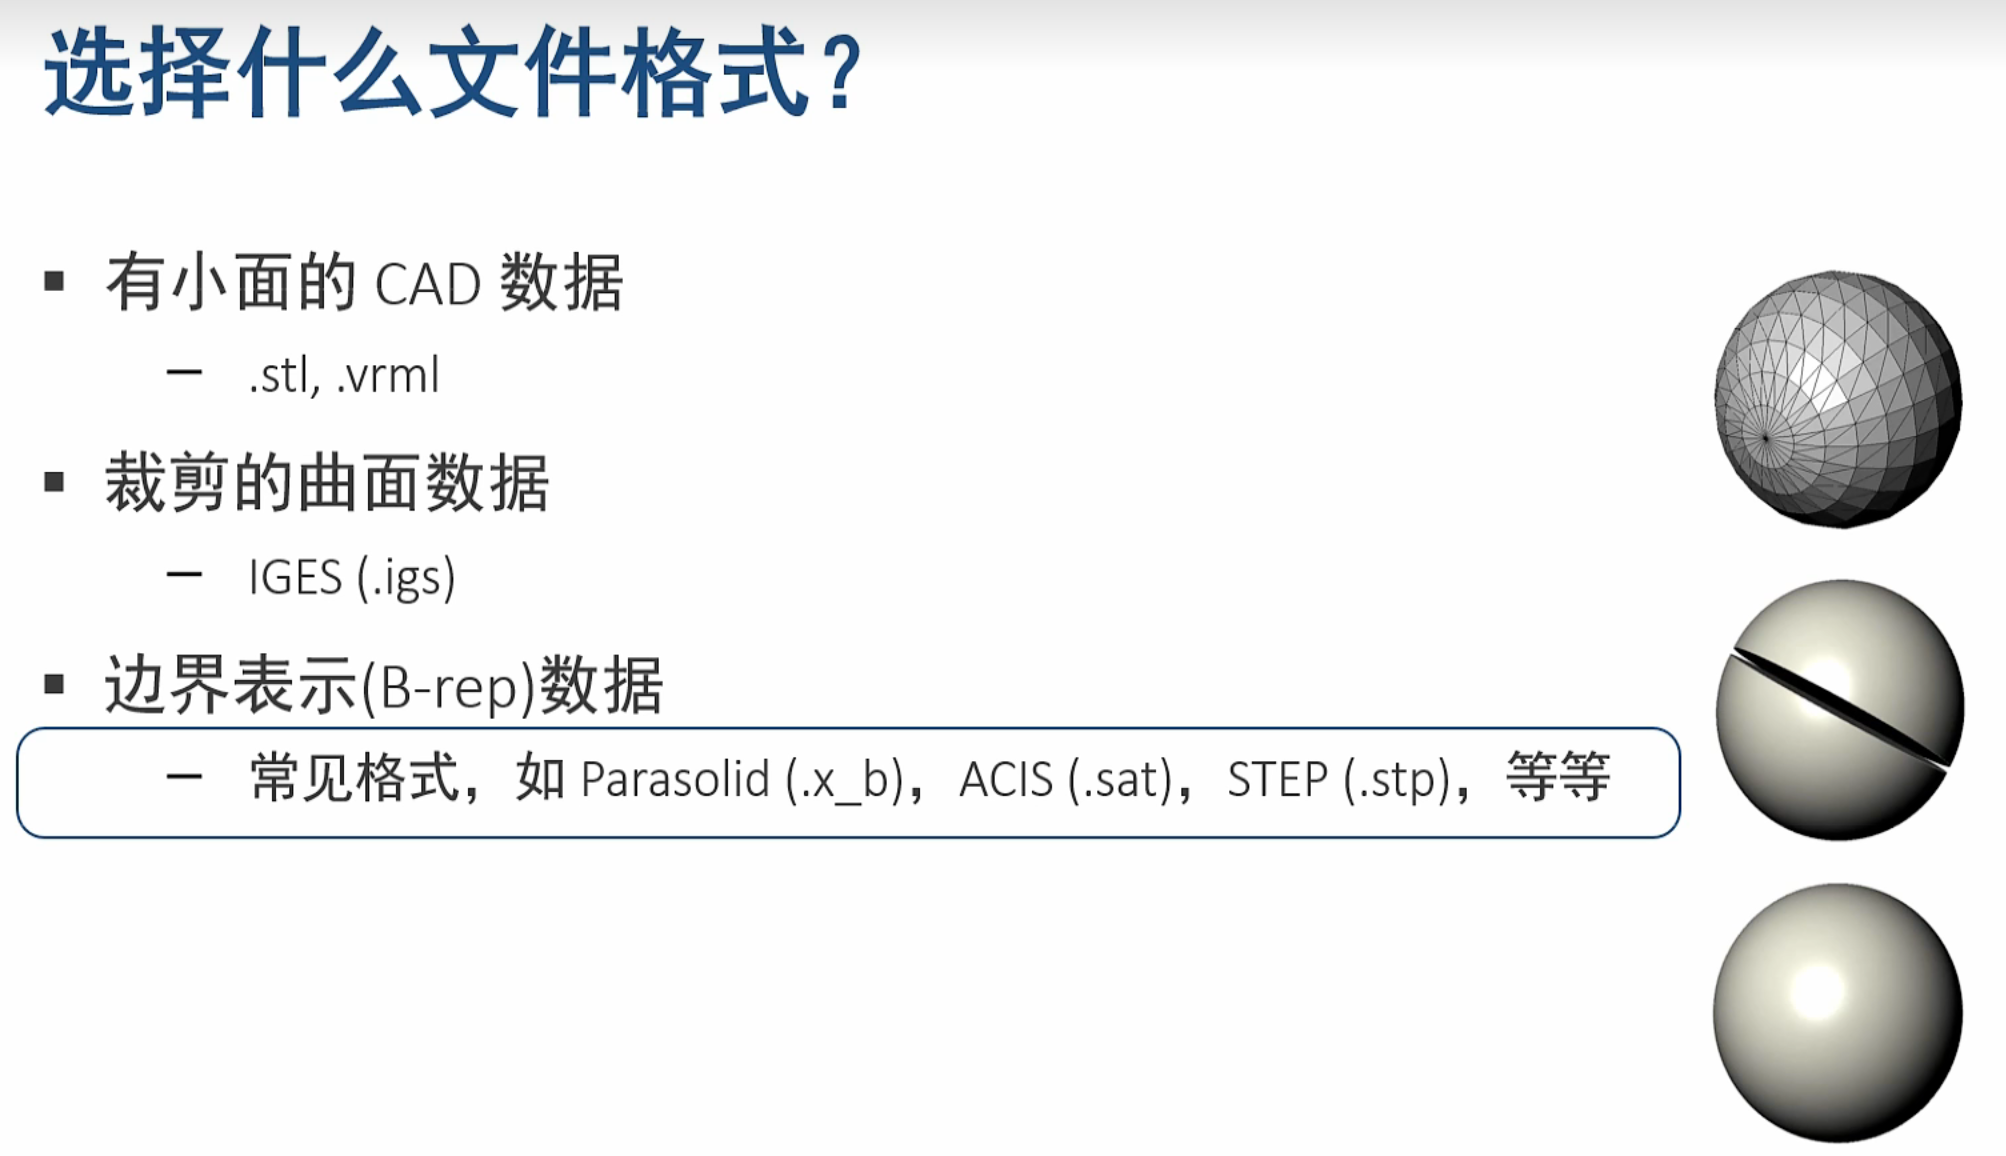 选择什么文件格式?
▪ 有小面的 CAD 数据
– .stl, .vrml
▪ 裁剪的曲面数据
– IGES (.igs)
▪ 边界表示(B-rep)数据
– 常见格式，如 Parasolid (.x_b)，ACIS (.sat)，STEP (.stp)，等等